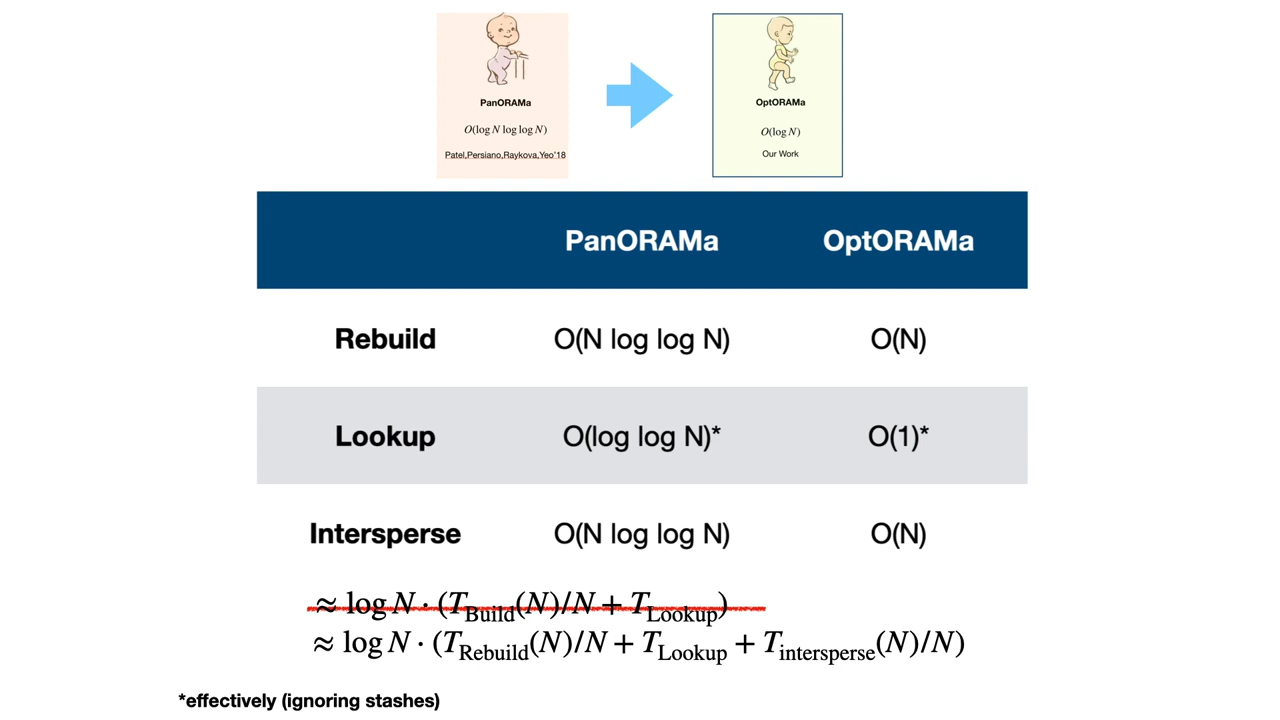 PanORAMa
O(log N log log N)
Patel,Persiano,Raykova,Yeo'18
OptORAMa
O(log N)
Our Work
PanORAMa OptORAMa
Rebuild O(N log log N) O(N)
Lookup O(log log N)* O(1)*
Intersperse O(N log log N) O(N)
≈ log N · (T_Build(N)/N + T_Lookup)
≈ log N · (T_Rebuild(N)/N + T_Lookup + T_intersperse(N)/N)
*effectively (ignoring stashes)